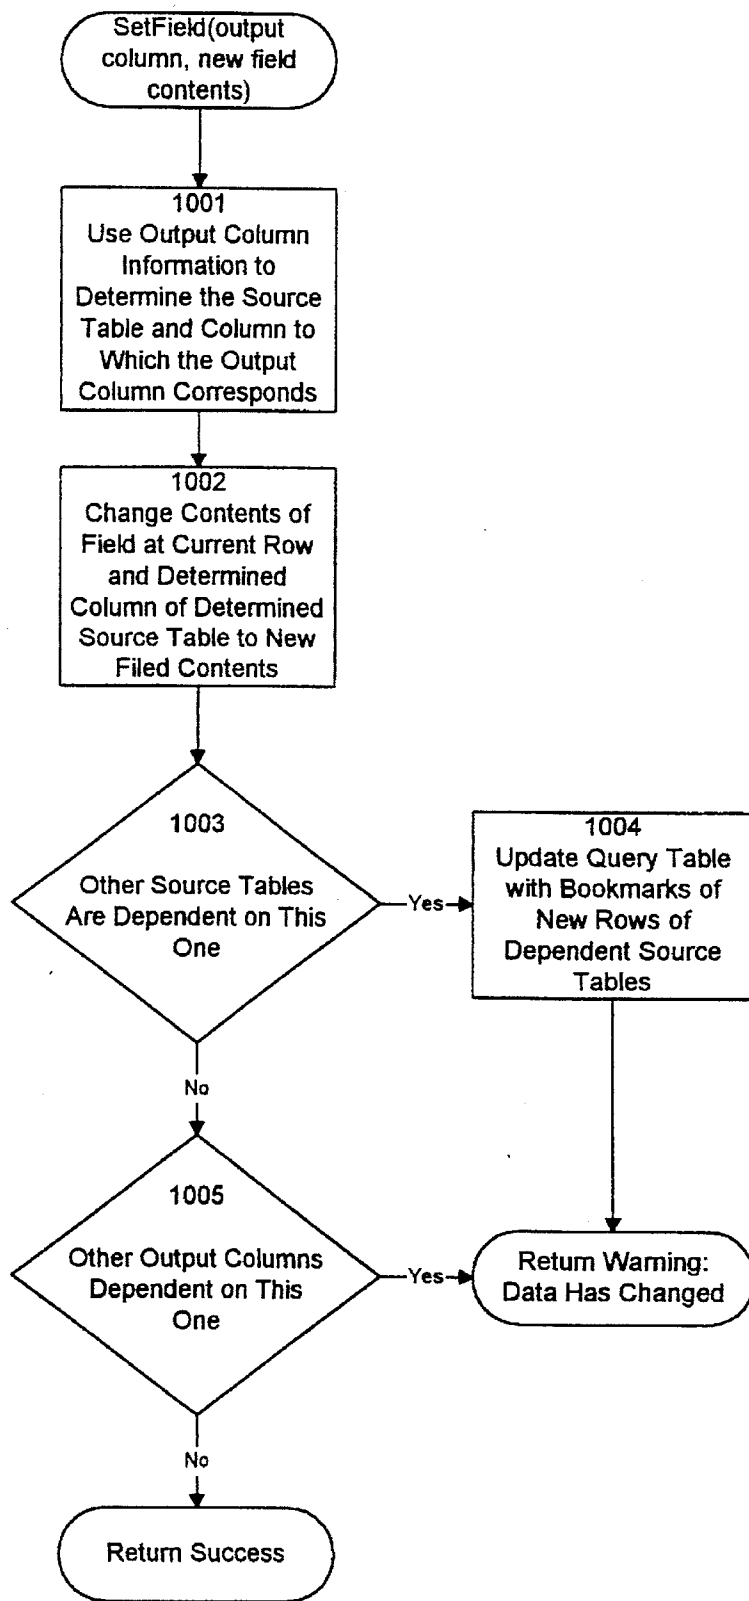 SetField(output
column, new field
contents)
1001
Use Output Column
Information to
Determine the Source
Table and Column to
Which the Output
Column Corresponds
1002
Change Contents of
Field at Current Row
and Determined
Column of Determined
Source Table to New
Filed Contents
1003
Other Source Tables
Are Dependent on This
One
Yes
1004
Update Query Table
with Bookmarks of
New Rows of
Dependent Source
Tables
No
1005
Other Output Columns
Dependent on This
One
Yes
Return Warning:
Data Has Changed
No
Return Success